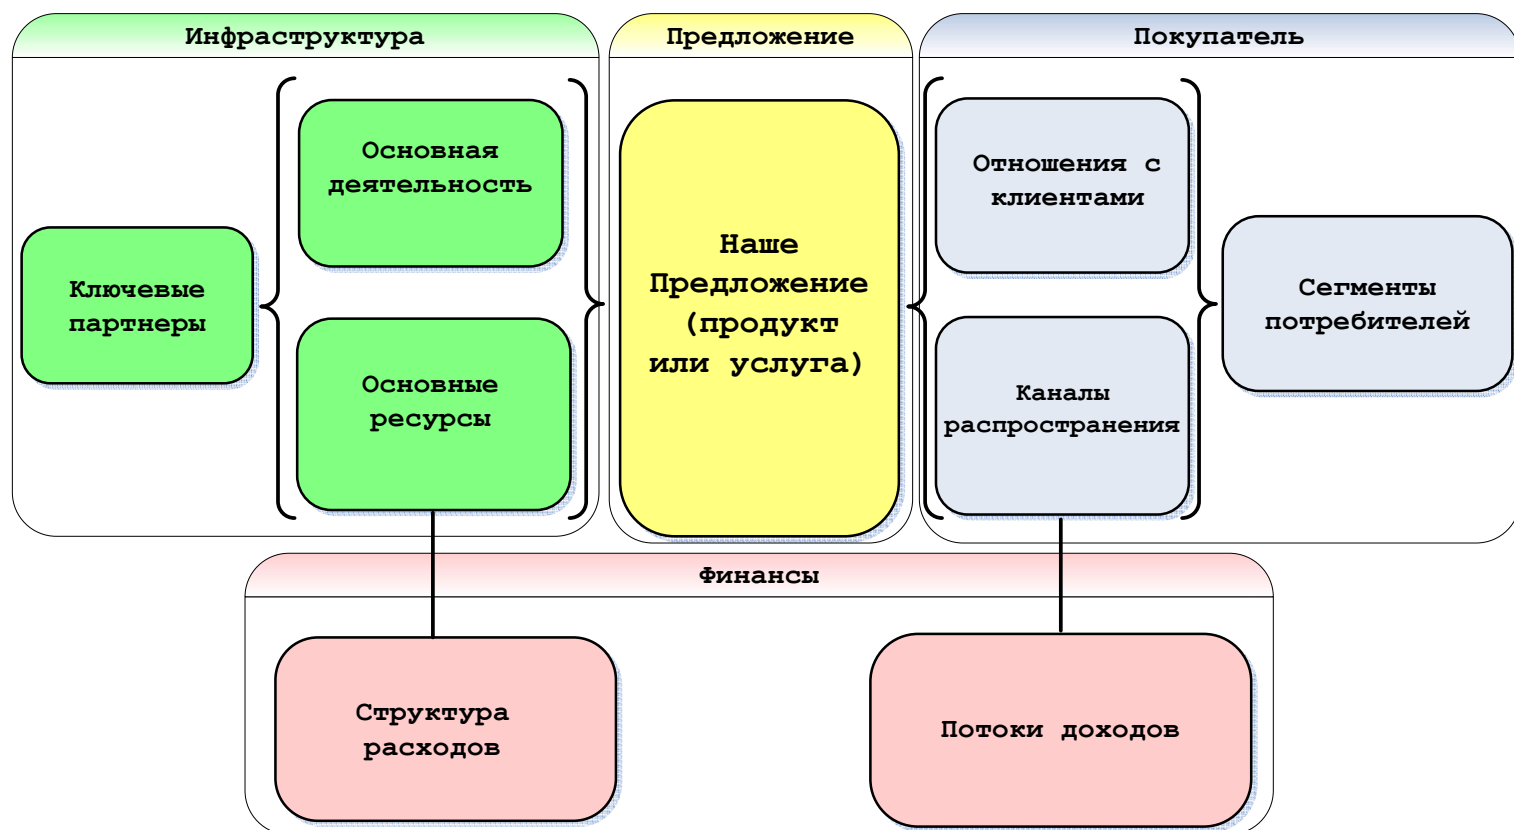 Инфраструктура
Предложение
Покупатель
Основная
деятельность
Ключевые
партнеры
Основные
ресурсы
Наше
Предложение
(продукт
или услуга)
Отношения с
клиентами
Каналы
распространения
Сегменты
потребителей
Финансы
Структура
расходов
Потоки доходов